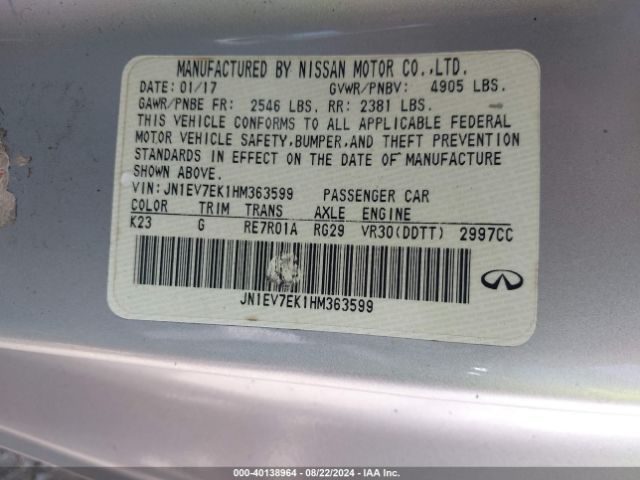 MANUFACTURED BY NISSAN MOTOR CO.,LTD.
DATE: 01/17 GVWR/PNBV: 4905 LBS.
GAWR/PNBE FR: 2546 LBS. RR: 2381 LBS.
THIS VEHICLE CONFORMS TO ALL APPLICABLE FEDERAL
MOTOR VEHICLE SAFETY,BUMPER,AND THEFT PREVENTION
STANDARDS IN EFFECT ON THE DATE OF MANUFACTURE
SHOWN ABOVE.
VIN: JN1EV7EK1HM363599 PASSENGER CAR
COLOR TRIM TRANS AXLE ENGINE
K23 G RE7R01A RG29 VR30(DDTT) 2997CC
JN1EV7EK1HM363599
INFINITI
000-40138964 - 08/22/2024 - IAA Inc. - Copart